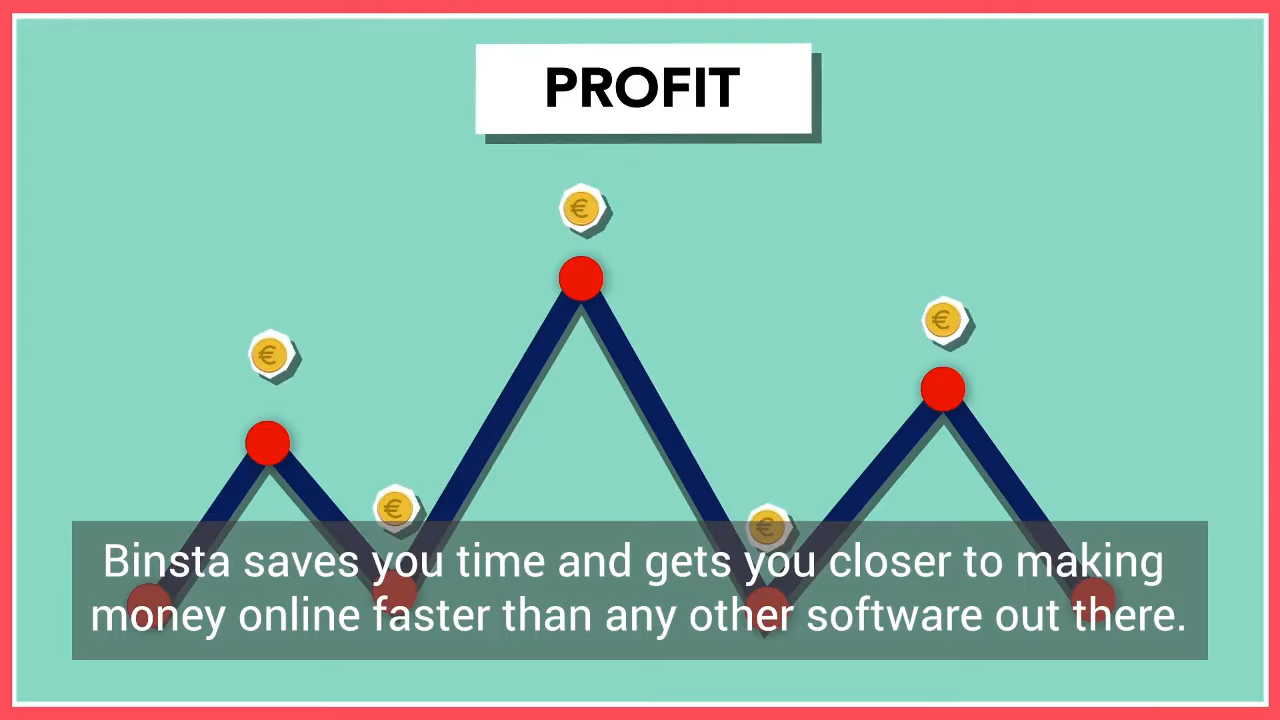 PROFIT
€
€
€
€
€
Binsta saves you time and gets you closer to making
money online faster than any other software out there.